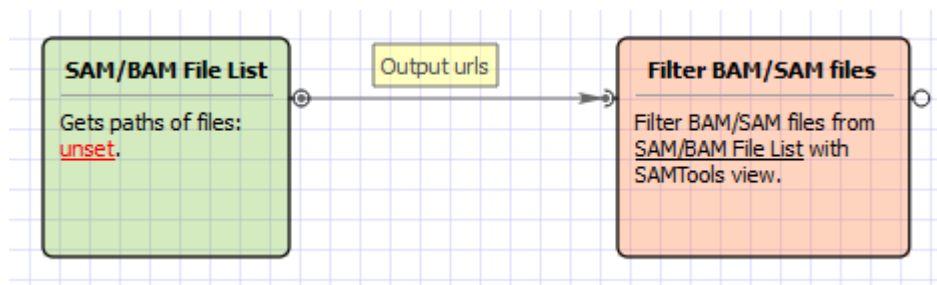 SAM/BAM File List
Gets paths of files:
unset.
Output urls
Filter BAM/SAM files
Filter BAM/SAM files from
SAM/BAM File List with
SAMTools view.